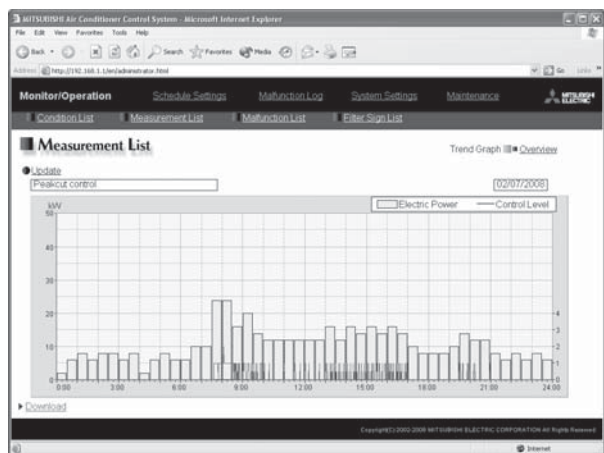 MITSUBISHI Air Conditioner Control System - Microsoft Internet Explorer
File Edit View Favorites Tools Help
Back Search Favorites Media
Address http://192.168.1.1/en/administrator.html Go Links
Monitor/Operation Schedule Settings Malfunction Log System Settings Maintenance MITSUBISHI ELECTRIC
Condition List Measurement List Malfunction List Filter Sign List
Measurement List Trend Graph Overview
Update
Peakcut control 02/07/2008
kW Electric Power Control Level
50
40
30
20 4
3
10 2
1
0 0
0:00 3:00 6:00 9:00 12:00 15:00 18:00 21:00 24:00
Download
Copyright(C) 2002-2008 MITSUBISHI ELECTRIC CORPORATION All Rights Reserved
Internet